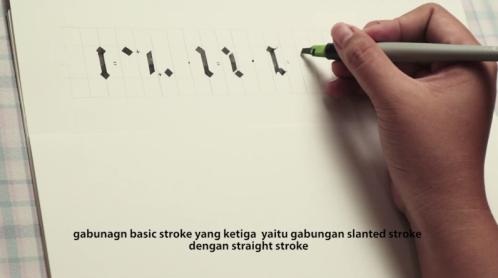 gabunagn basic stroke yang ketiga yaitu gabungan slanted stroke
dengan straight stroke